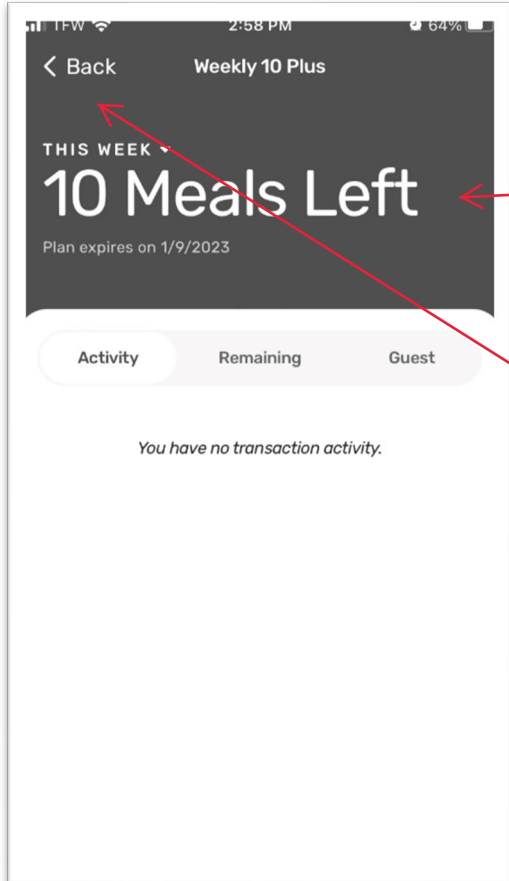 TFW 2:58 PM 64%
Back Weekly 10 Plus
THIS WEEK
10 Meals Left
Plan expires on 1/9/2023
Activity Remaining Guest
You have no transaction activity.